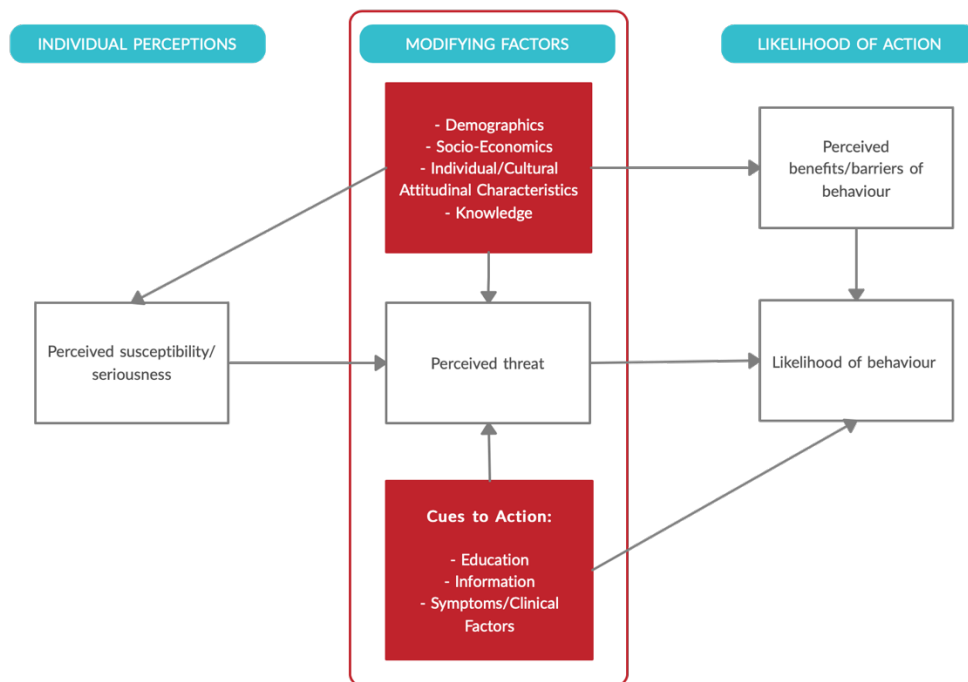 INDIVIDUAL PERCEPTIONS
MODIFYING FACTORS
LIKELIHOOD OF ACTION
- Demographics
- Socio-Economics
- Individual/Cultural
Attitudinal Characteristics
- Knowledge
Perceived
benefits/barriers of
behaviour
Perceived susceptibility/
seriousness
Perceived threat
Likelihood of behaviour
Cues to Action:
- Education
- Information
- Symptoms/Clinical
Factors